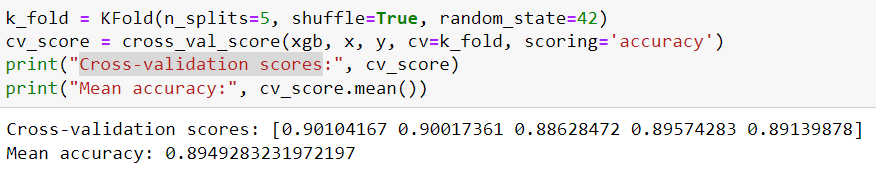 k_fold = KFold(n_splits=5, shuffle=True, random_state=42)
cv_score = cross_val_score(xgb, x, y, cv=k_fold, scoring='accuracy')
print("Cross-validation scores:", cv_score)
print("Mean accuracy:", cv_score.mean())
Cross-validation scores: [0.90104167 0.90017361 0.88628472 0.89574283 0.89139878]
Mean accuracy: 0.8949283231972197